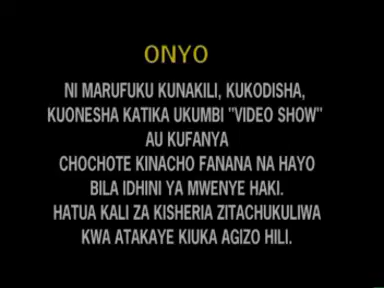 ONYO
NI MARUFUKU KUNAKILI, KUKODISHA,
KUONESHA KATIKA UKUMBI "VIDEO SHOW"
AU KUFANYA
CHOCHOTE KINACHO FANANA NA HAYO
BILA IDHINI YA MWENYE HAKI.
HATUA KALI ZA KISHERIA ZITACHUKULIWA
KWA ATAKAYE KIUKA AGIZO HILI.